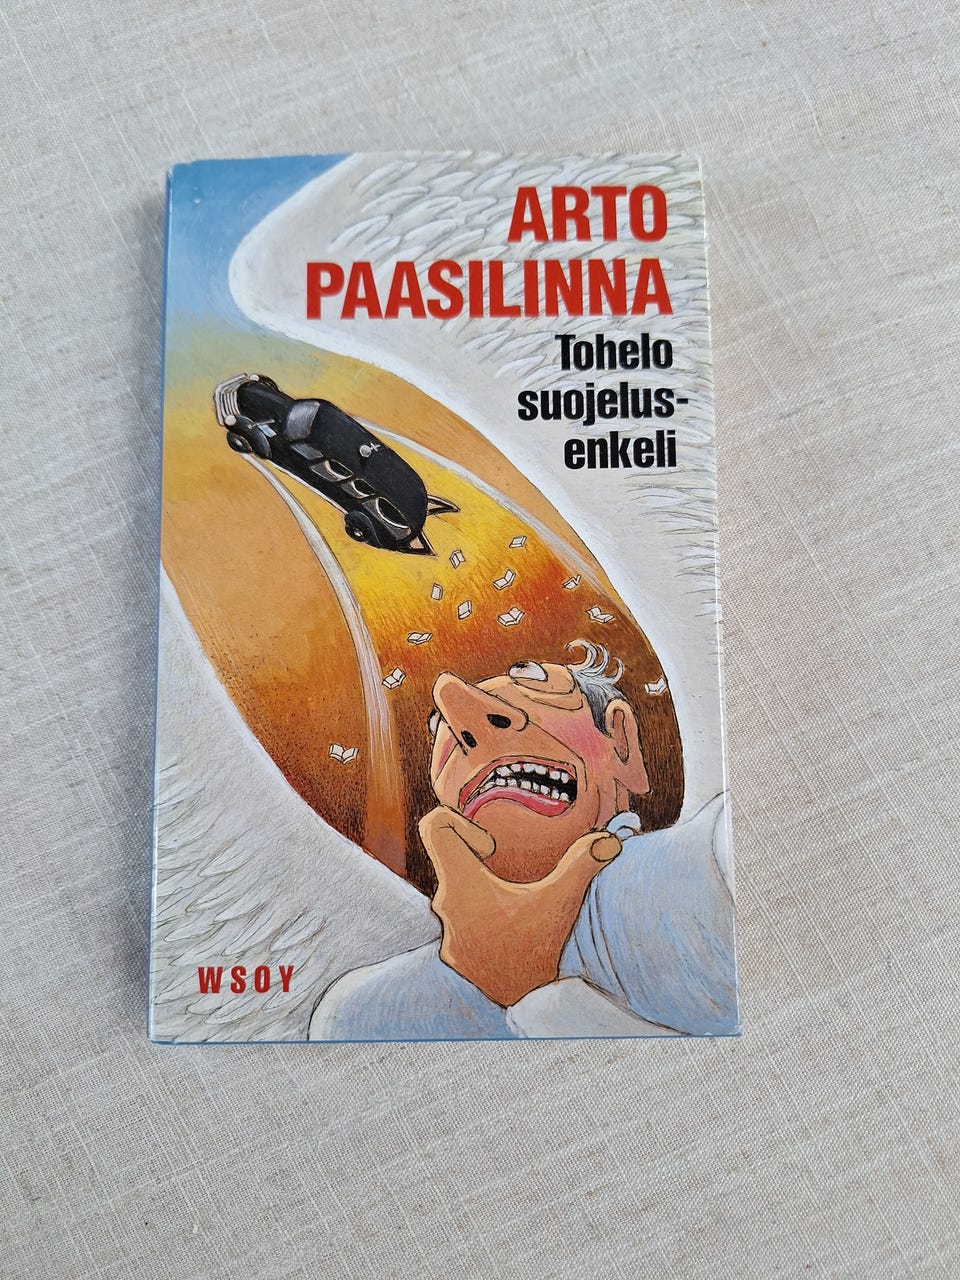 ARTO
PAASILINNA
Tohelo
suojelus-
enkeli
WSOY